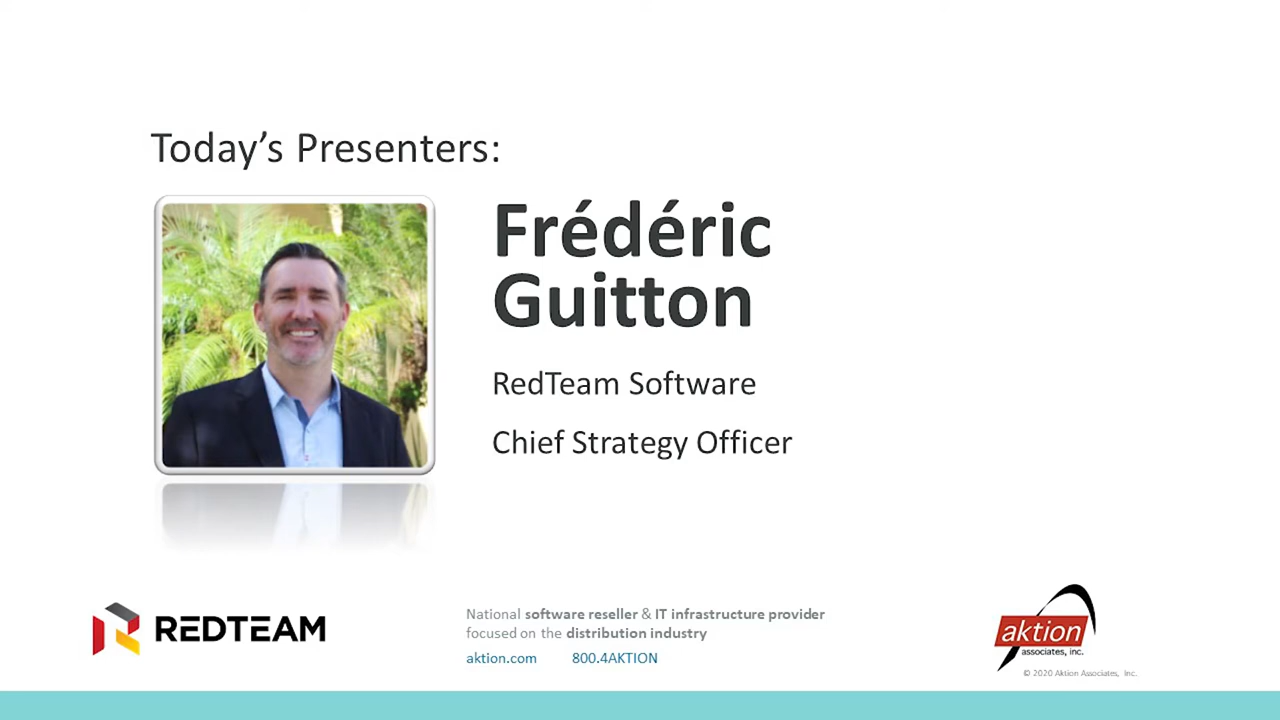 Today's Presenters:
Frédéric
Guitton
RedTeam Software
Chief Strategy Officer
REDTEAM
National software reseller & IT infrastructure provider
focused on the distribution industry
aktion.com 800.4AKTION
aktion
associates, inc.
© 2020 Aktion Associates, Inc.